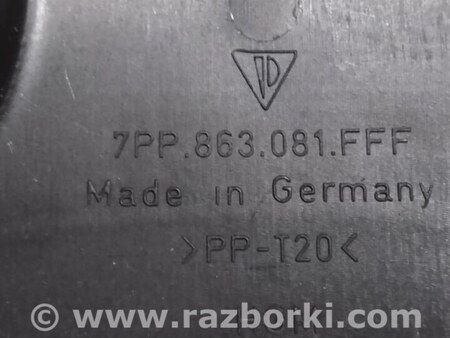 7PP.863.081.FFF
Made in Germany
>PP-T20<
© www.razborki.com